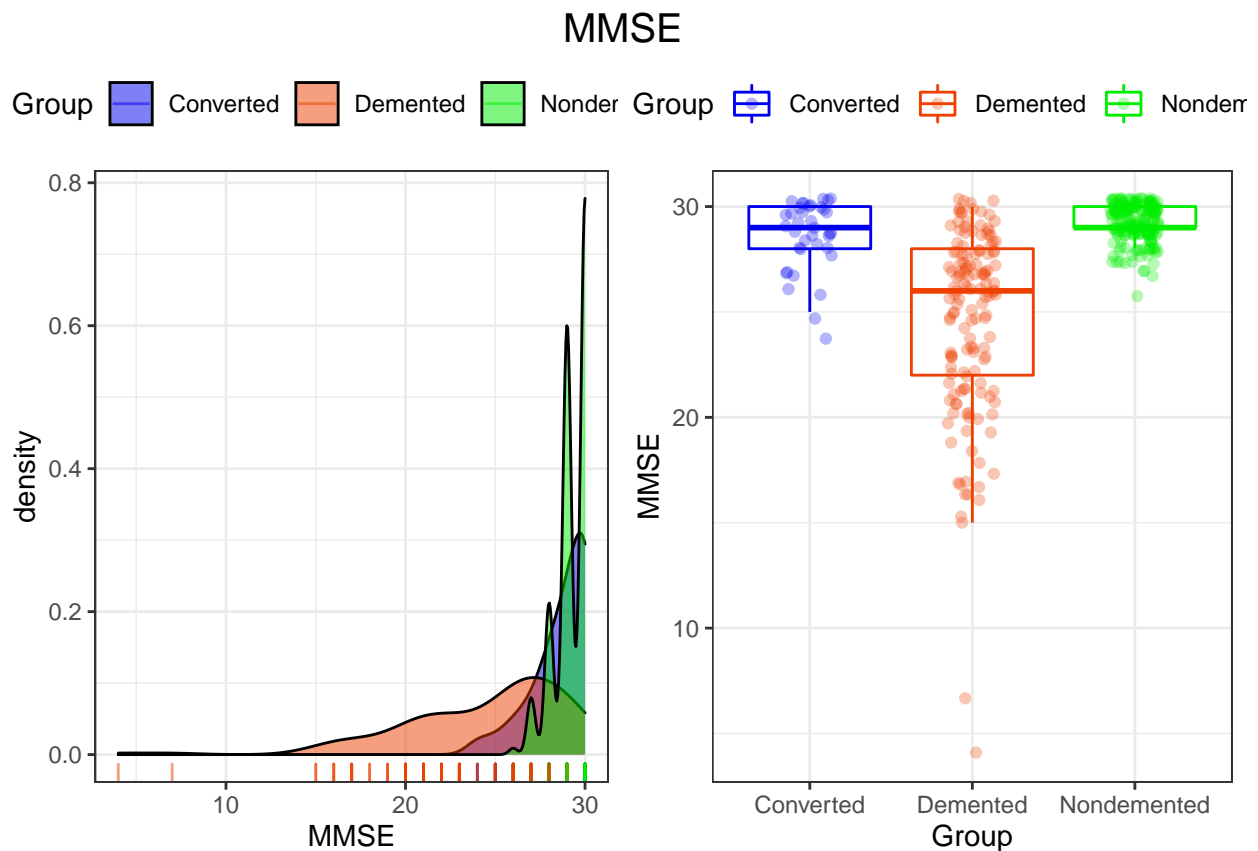 MMSE
Group Converted Demented Nonder
Group Converted Demented Nondem
0.8
0.6
0.4
0.2
0.0
density
10 20 30
MMSE
30
20
10
MMSE
Converted Demented Nondemented
Group